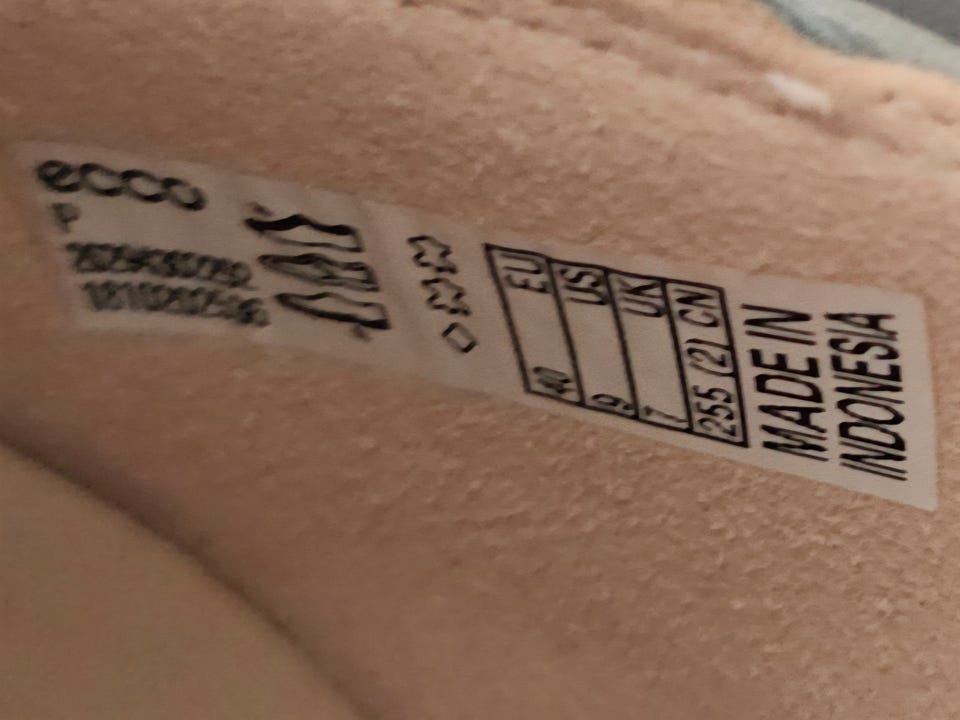 ecco
P
EU 40
US 9
UK 7
CN 255 (2)
MADE IN
INDONESIA